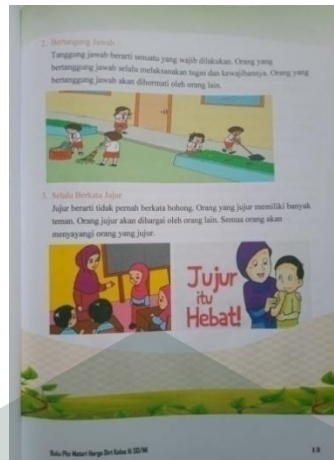 2. Bertanggung Jawab
Tanggung jawab berarti sesuatu yang wajib dilakukan. Orang yang
bertanggung jawab selalu melaksanakan tugas dan kewajibannya. Orang yang
bertanggung jawab akan dihormati oleh orang lain.
3. Selalu Berkata Jujur
Jujur berarti tidak pernah berkata bohong. Orang yang jujur memiliki banyak
teman. Orang jujur akan dihargai oleh orang lain. Semua orang akan
menyayangi orang yang jujur.
Jujur
itu
Hebat!
Buku Pbs Materi Harga Diri Kelas III SD/MI
13